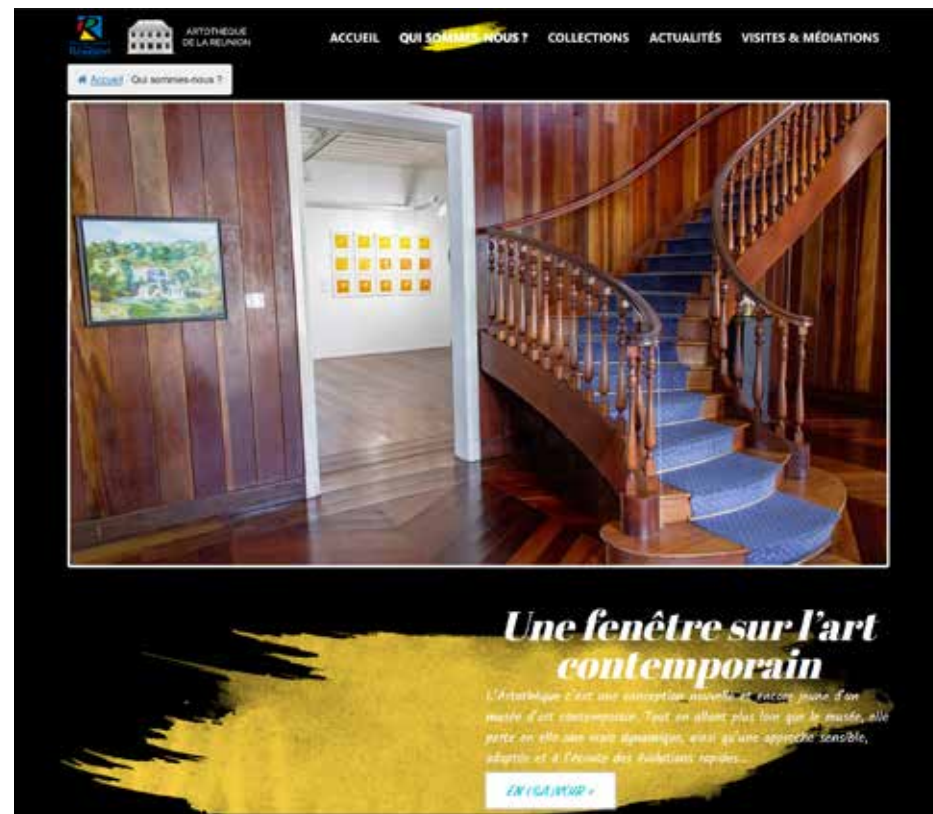 ARTOTHÈQUE
DE LA RÉUNION
ACCUEIL QUI SOMMES-NOUS ? COLLECTIONS ACTUALITÉS VISITES & MÉDIATIONS
Accueil Qui sommes-nous ?
Une fenêtre sur l'art
contemporain
L'Artothèque c'est une conception nouvelle et encore jeune d'un
musée d'art contemporain. Tout en allant plus loin que le musée, elle
porte en elle une vraie dynamique, ainsi qu'une approche sensible,
adaptée et à l'écoute des évolutions rapides...
EN SAVOIR +